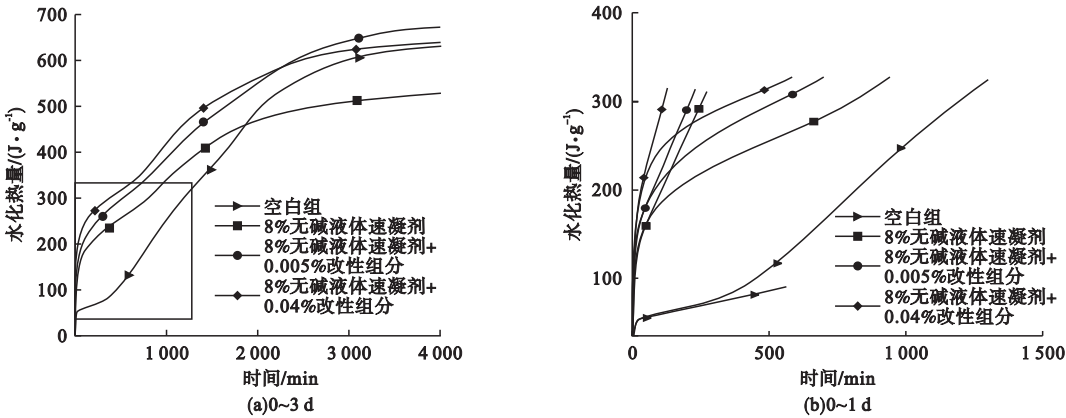 700
600
500
400
300
200
100
0
水化热量/(J·g⁻¹)
空白组
8%无碱液体速凝剂
8%无碱液体速凝剂+
0.005%改性组分
8%无碱液体速凝剂+
0.04%改性组分
1 000
2 000
3 000
4 000
时间/min
(a)0~3 d
400
300
200
100
水化热量/(J·g⁻¹)
空白组
8%无碱液体速凝剂
8%无碱液体速凝剂+
0.005%改性组分
8%无碱液体速凝剂+
0.04%改性组分
0
500
1 000
1 500
时间/min
(b)0~1 d